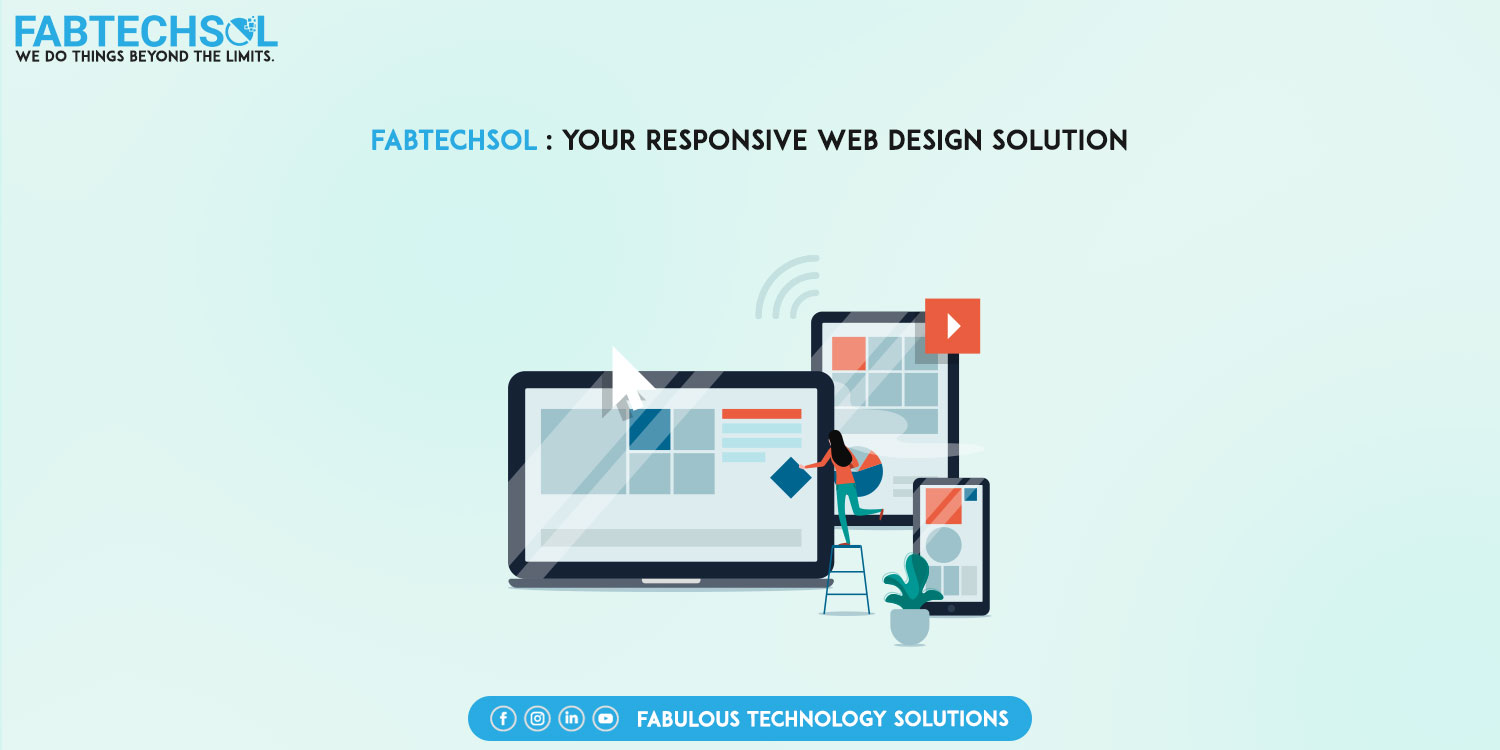 FABTECHSOL
WE DO THINGS BEYOND THE LIMITS.
FABTECHSOL : YOUR RESPONSIVE WEB DESIGN SOLUTION
FABULOUS TECHNOLOGY SOLUTIONS